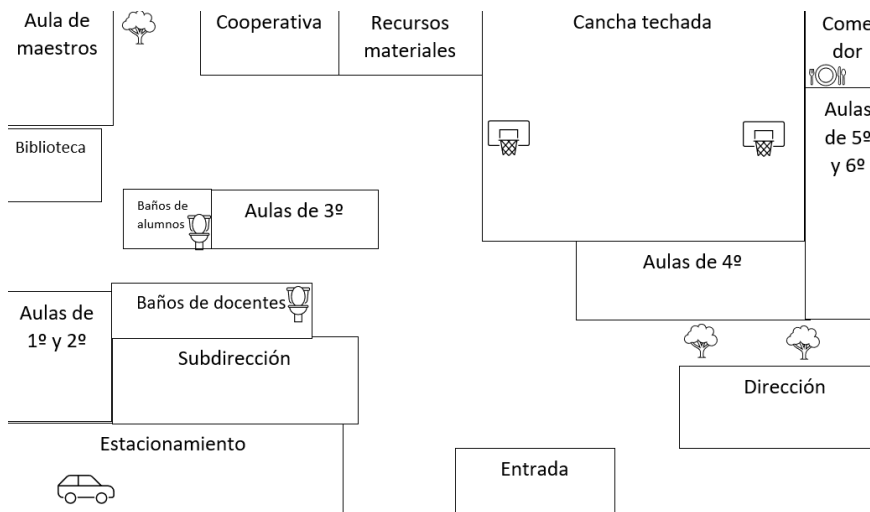 Aula de
maestros
Cooperativa
Recursos
materiales
Cancha techada
Come
dor
Biblioteca
Aulas
de 5º
y 6º
Baños de
alumnos
Aulas de 3º
Aulas de 4º
Aulas de
1º y 2º
Baños de docentes
Subdirección
Dirección
Estacionamiento
Entrada